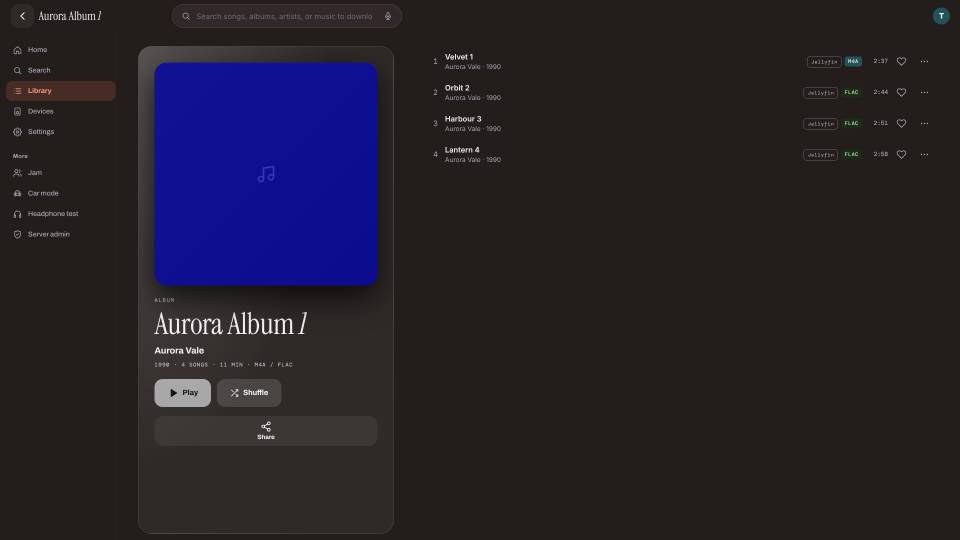 Aurora Album 1
Search songs, albums, artists, or music to downlo
T
Home
Search
Library
Devices
Settings
More
Jam
Car mode
Headphone test
Server admin
ALBUM
Aurora Album 1
Aurora Vale
1990 · 4 SONGS · 11 MIN · M4A / FLAC
Play
Shuffle
Share
1 Velvet 1 Jellyfin M4A 2:37
Aurora Vale · 1990
2 Orbit 2 Jellyfin FLAC 2:44
Aurora Vale · 1990
3 Harbour 3 Jellyfin FLAC 2:51
Aurora Vale · 1990
4 Lantern 4 Jellyfin FLAC 2:58
Aurora Vale · 1990